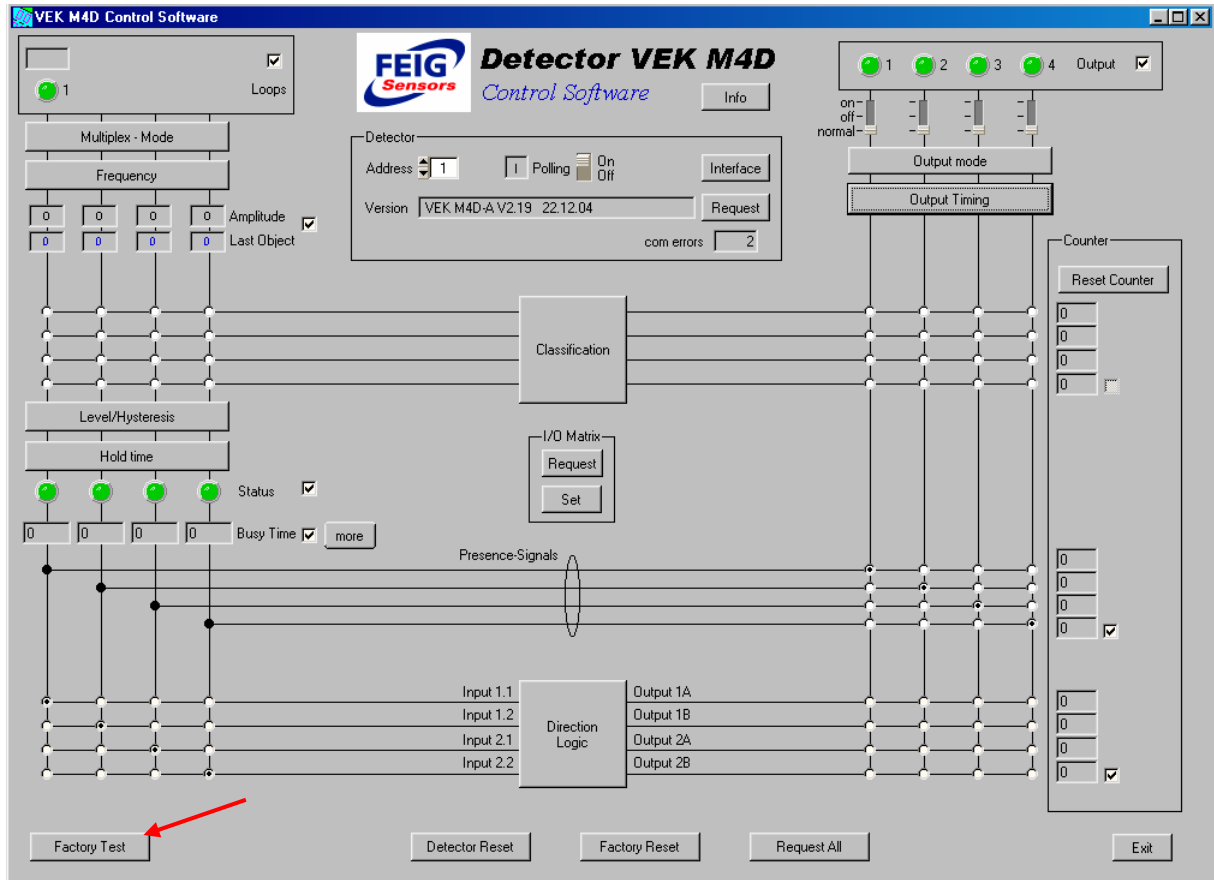 VEK M4D Control Software
1
Loops
FEIG
Sensors
Detector VEK M4D
Control Software
Info
1 2 3 4 Output
on
off
normal
Multiplex - Mode
Frequency
Detector
Address 1 I Polling On
Off
Interface
Version VEK M4D-A V2.19 22.12.04 Request
com errors 2
Output mode
Output Timing
0 0 0 0 Amplitude
0 0 0 0 Last Object
Counter
Reset Counter
0
0
0
0
Classification
Level/Hysteresis
Hold time
I/O Matrix
Request
Set
Status
0 0 0 0 Busy Time more
Presence-Signals
0
0
0
0
Input 1.1
Input 1.2
Input 2.1
Input 2.2
Direction
Logic
Output 1A
Output 1B
Output 2A
Output 2B
0
0
0
0
Factory Test Detector Reset Factory Reset Request All Exit